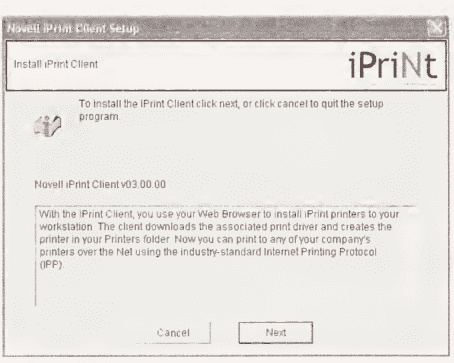 Novell iPrint Client Setup
Install iPrint Client
iPriNt
To install the iPrint Client click next, or click cancel to quit the setup
program.
Novell iPrint Client v03.00.00
With the iPrint Client, you use your Web Browser to install iPrint printers to your
workstation. The client downloads the associated print driver and creates the
printer in your Printers folder. Now you can print to any of your company's
printers over the Net using the industry-standard Internet Printing Protocol
(IPP).
Cancel
Next